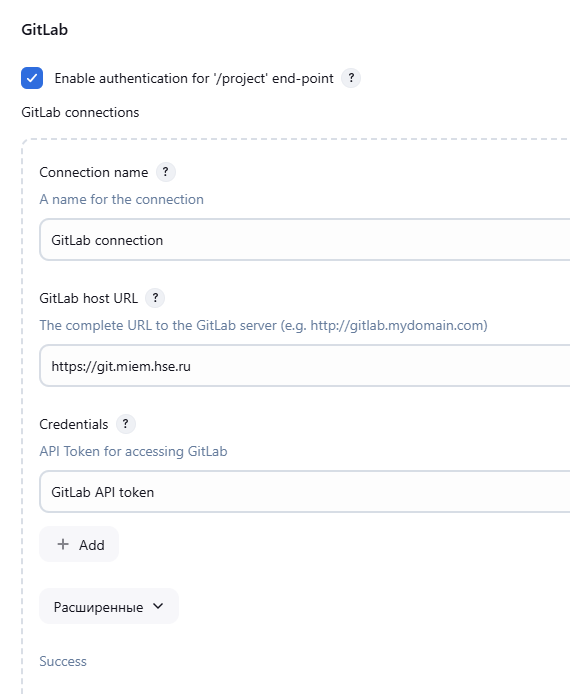 GitLab
Enable authentication for '/project' end-point ?
GitLab connections
Connection name ?
A name for the connection
GitLab connection
GitLab host URL ?
The complete URL to the GitLab server (e.g. http://gitlab.mydomain.com)
https://git.miem.hse.ru
Credentials ?
API Token for accessing GitLab
GitLab API token
+ Add
Расширенные
Success